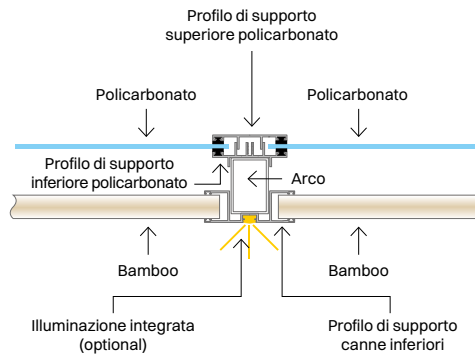 Profilo di supporto
superiore policarbonato
Policarbonato
Policarbonato
Profilo di supporto
inferiore policarbonato
Arco
Bamboo
Bamboo
Illuminazione integrata
(optional)
Profilo di supporto
canne inferiori